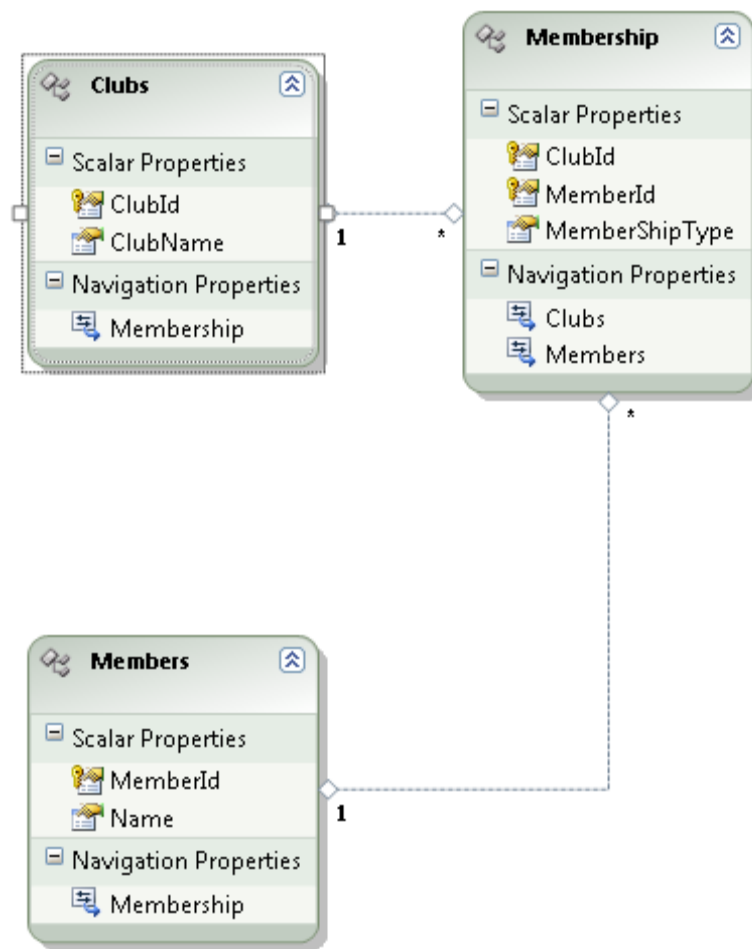 Clubs
Scalar Properties
ClubId
ClubName
Navigation Properties
Membership
1
*
Membership
Scalar Properties
ClubId
MemberId
MemberShipType
Navigation Properties
Clubs
Members
*
Members
Scalar Properties
MemberId
Name
Navigation Properties
Membership
1